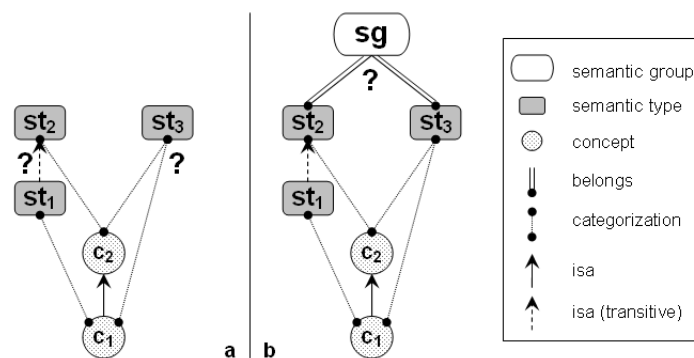 sg
?
st2
st3
?
?
st1
c2
c1
a
st2
st3
st1
c2
c1
b
semantic group
semantic type
concept
belongs
categorization
isa
isa (transitive)